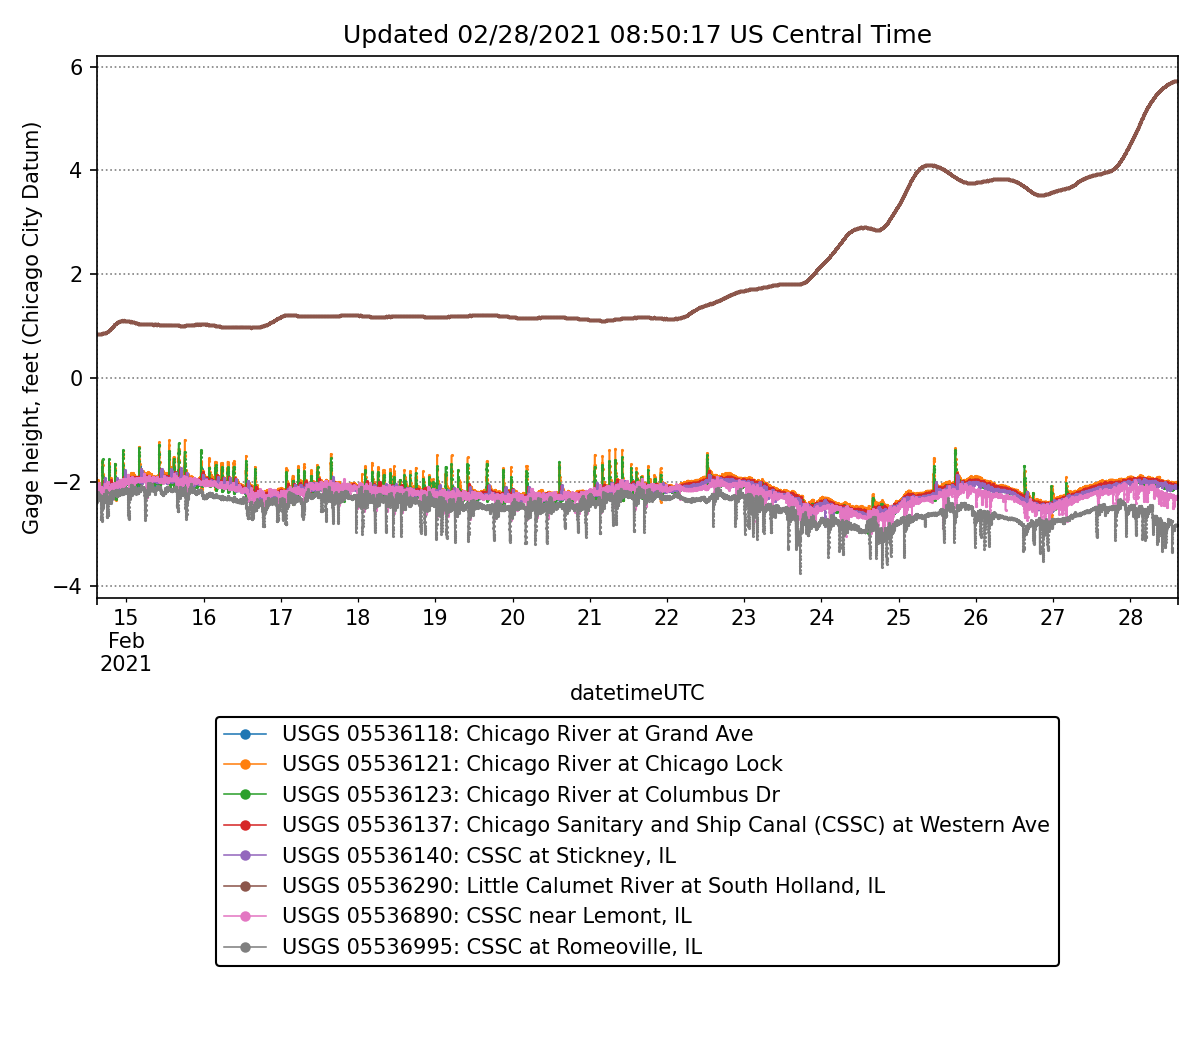 Updated 02/28/2021 08:50:17 US Central Time
Gage height, feet (Chicago City Datum)
6
4
2
0
−2
−4
15 16 17 18 19 20 21 22 23 24 25 26 27 28
Feb
2021
datetimeUTC
USGS 05536118: Chicago River at Grand Ave
USGS 05536121: Chicago River at Chicago Lock
USGS 05536123: Chicago River at Columbus Dr
USGS 05536137: Chicago Sanitary and Ship Canal (CSSC) at Western Ave
USGS 05536140: CSSC at Stickney, IL
USGS 05536290: Little Calumet River at South Holland, IL
USGS 05536890: CSSC near Lemont, IL
USGS 05536995: CSSC at Romeoville, IL